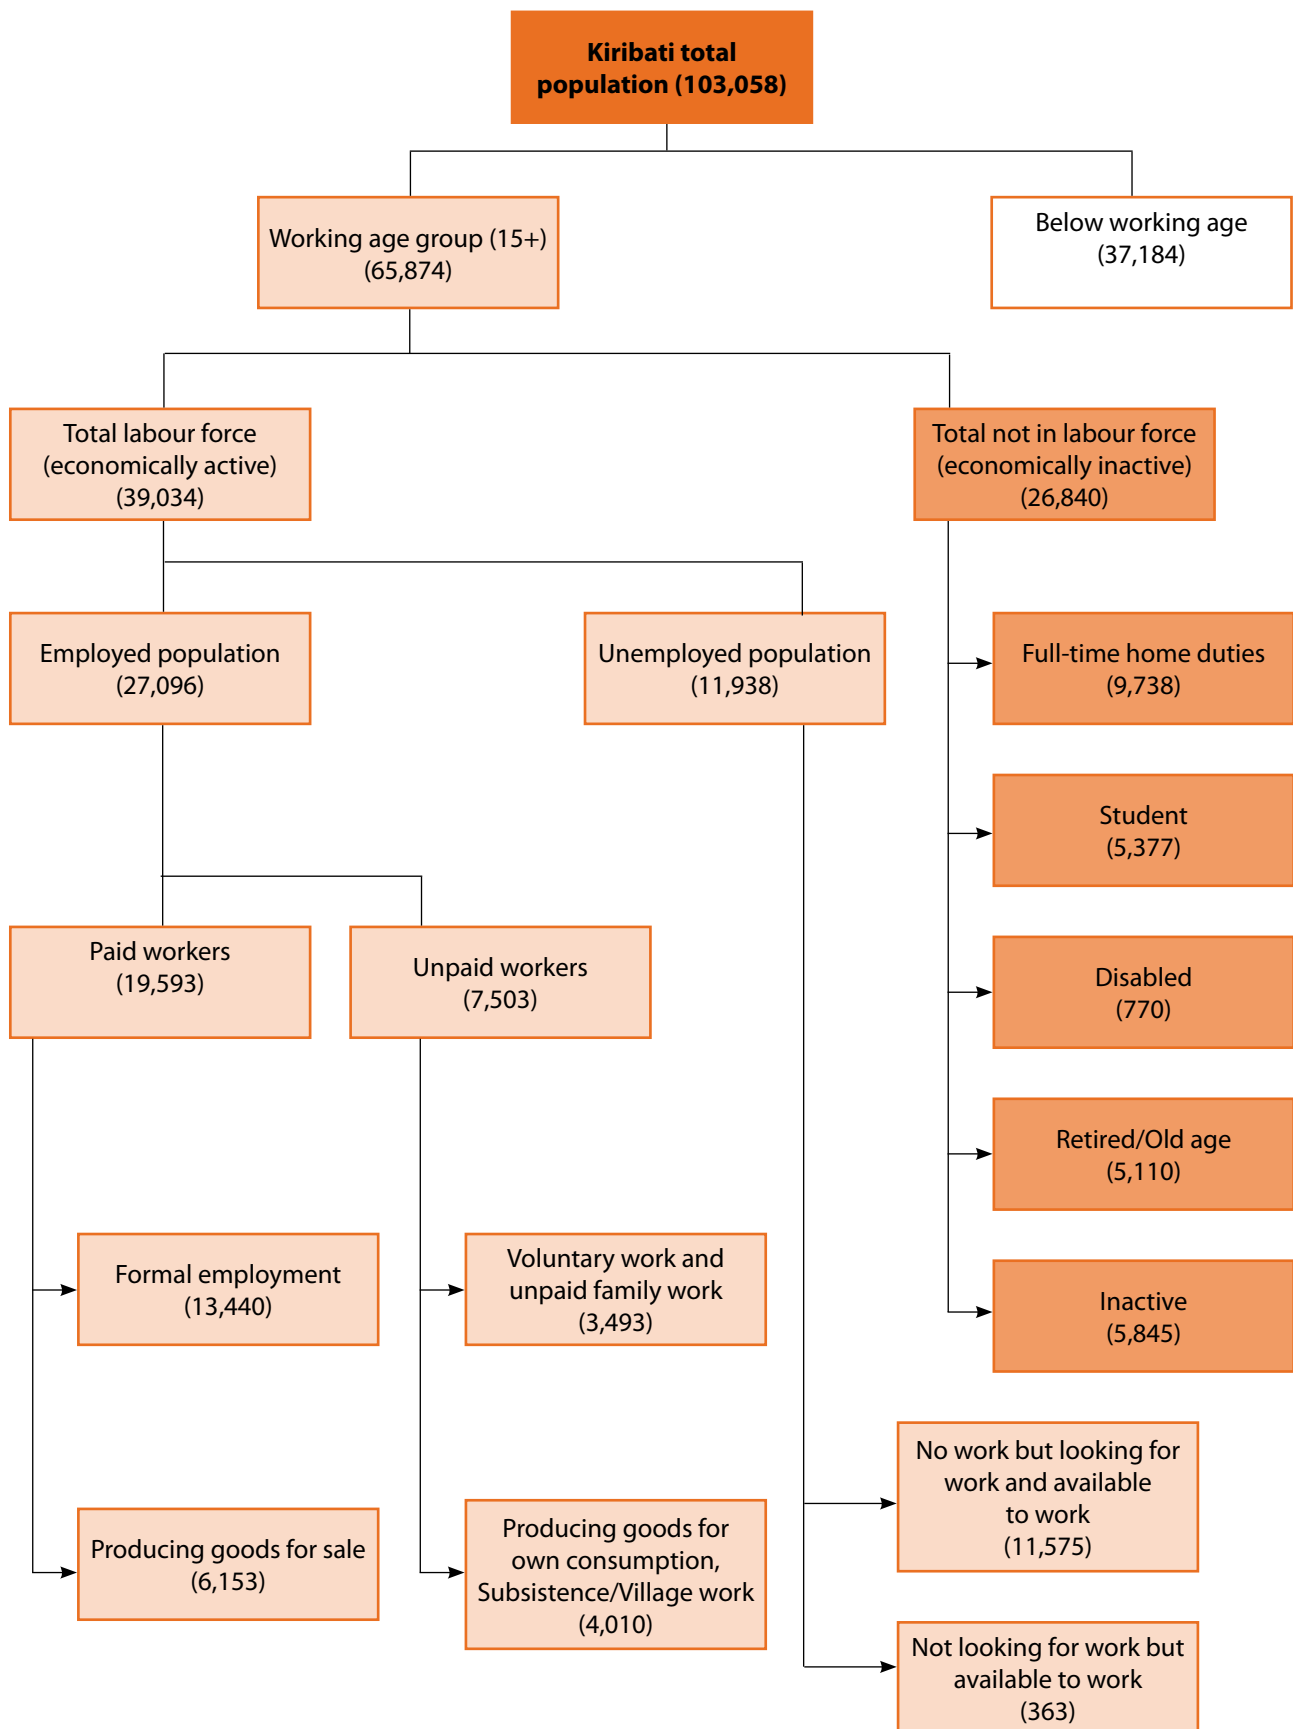 Kiribati total
population (103,058)
Working age group (15+)
(65,874)
Below working age
(37,184)
Total labour force
(economically active)
(39,034)
Total not in labour force
(economically inactive)
(26,840)
Employed population
(27,096)
Unemployed population
(11,938)
Full-time home duties
(9,738)
Student
(5,377)
Disabled
(770)
Retired/Old age
(5,110)
Inactive
(5,845)
Paid workers
(19,593)
Unpaid workers
(7,503)
Formal employment
(13,440)
Voluntary work and
unpaid family work
(3,493)
Producing goods for sale
(6,153)
Producing goods for
own consumption,
Subsistence/Village work
(4,010)
No work but looking for
work and available
to work
(11,575)
Not looking for work but
available to work
(363)